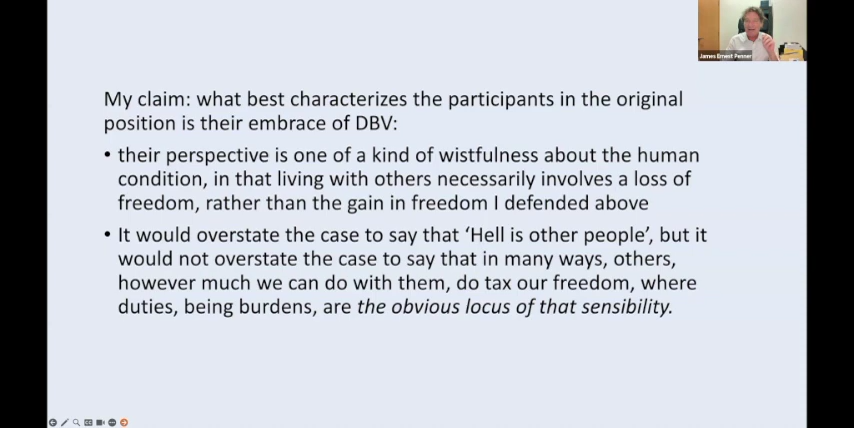 James Ernest Penner
My claim: what best characterizes the participants in the original
position is their embrace of DBV:
• their perspective is one of a kind of wistfulness about the human
condition, in that living with others necessarily involves a loss of
freedom, rather than the gain in freedom I defended above
• It would overstate the case to say that ‘Hell is other people’, but it
would not overstate the case to say that in many ways, others,
however much we can do with them, do tax our freedom, where
duties, being burdens, are the obvious locus of that sensibility.